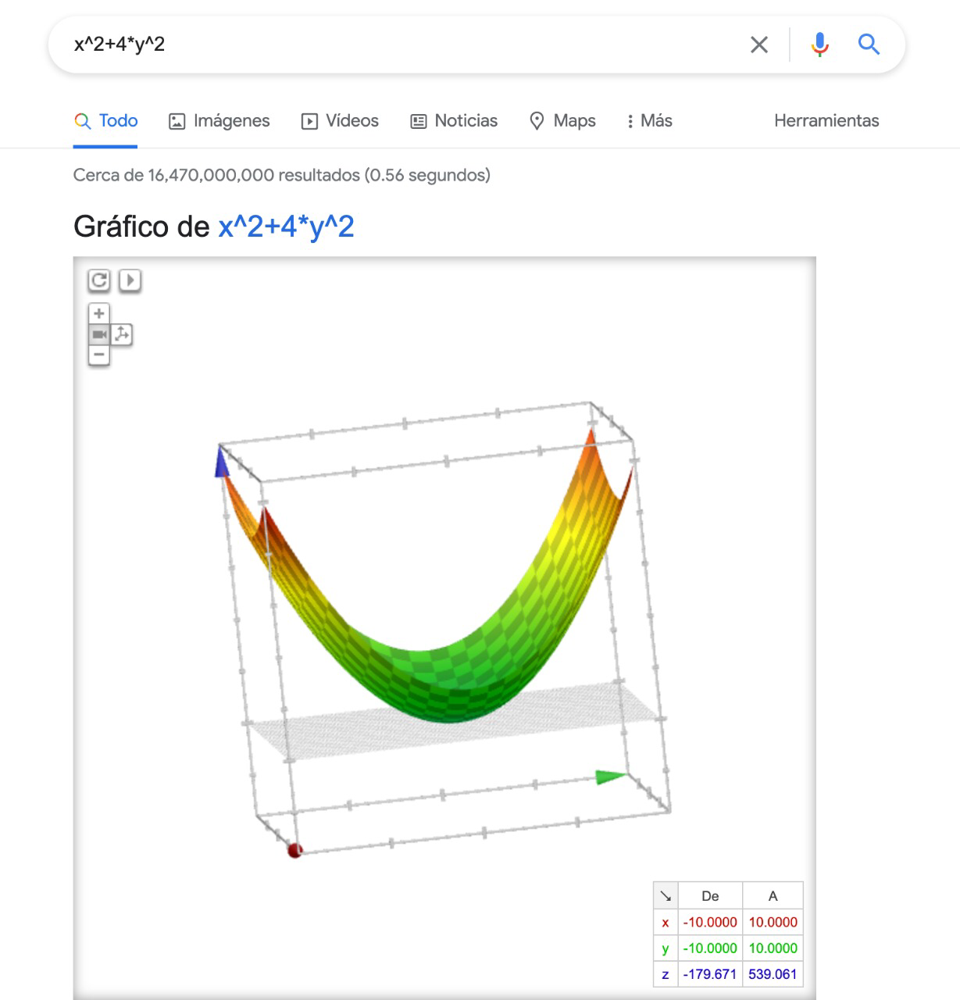 x^2+4*y^2
Todo Imágenes Vídeos Noticias Maps Más Herramientas
Cerca de 16,470,000,000 resultados (0.56 segundos)
Gráfico de x^2+4*y^2
De A
x -10.0000 10.0000
y -10.0000 10.0000
z -179.671 539.061